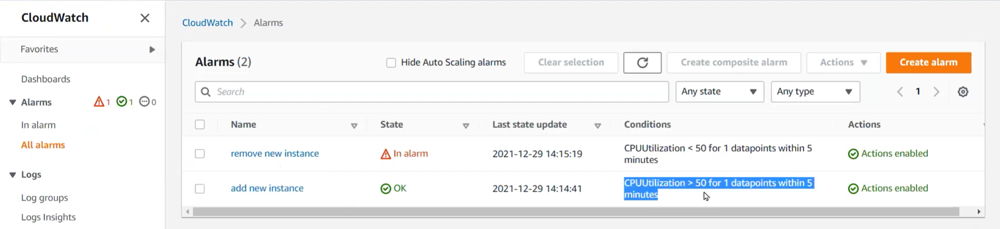 CloudWatch
Favorites
Dashboards
Alarms 1 1 0
In alarm
All alarms
Logs
Log groups
Logs Insights
CloudWatch Alarms
Alarms (2) Hide Auto Scaling alarms Clear selection Create composite alarm Actions Create alarm
Search Any state Any type 1
Name State Last state update Conditions Actions
remove new instance In alarm 2021-12-29 14:15:19 CPUUtilization < 50 for 1 datapoints within 5
minutes Actions enabled
add new instance OK 2021-12-29 14:14:41 CPUUtilization > 50 for 1 datapoints within 5
minutes Actions enabled